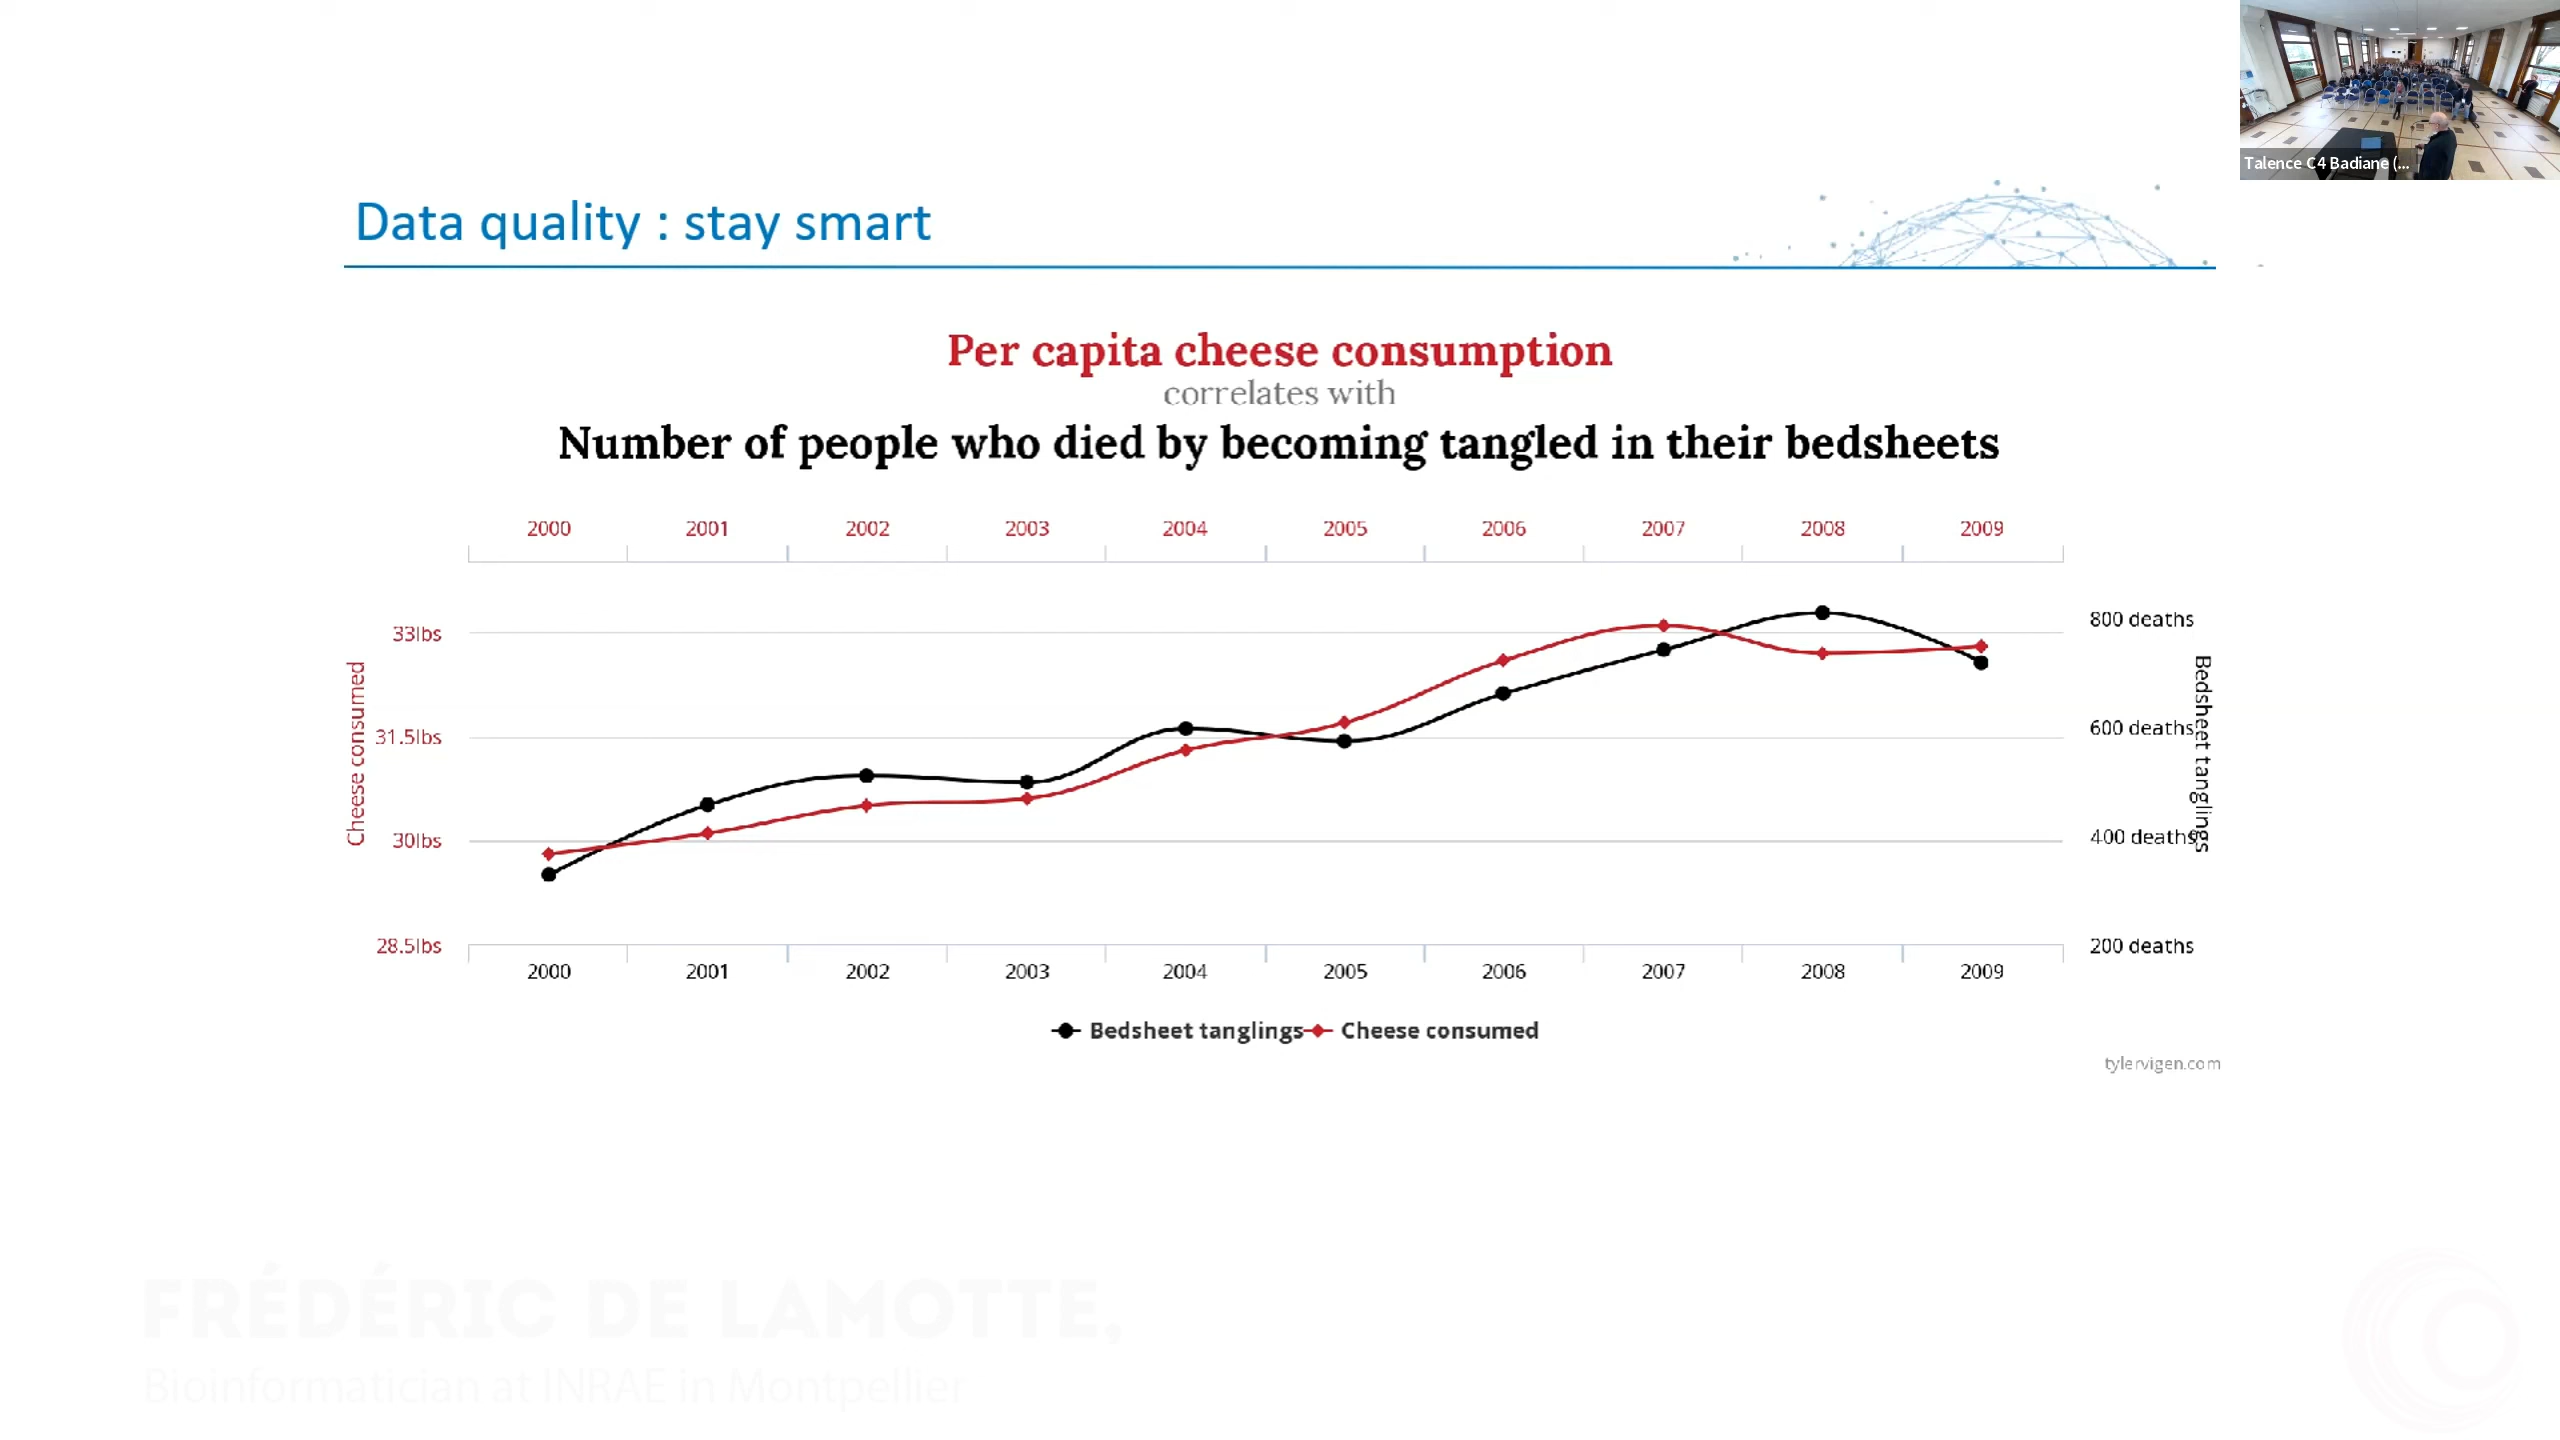 Talence C4 Badiane (...
Data quality : stay smart
Per capita cheese consumption
correlates with
Number of people who died by becoming tangled in their bedsheets
2000 2001 2002 2003 2004 2005 2006 2007 2008 2009
33lbs
31.5lbs
30lbs
28.5lbs
Cheese consumed
800 deaths
600 deaths
400 deaths
200 deaths
Bedsheet tanglings
2000 2001 2002 2003 2004 2005 2006 2007 2008 2009
Bedsheet tanglings Cheese consumed
tylervigen.com
FRÉDÉRIC DE LAMOTTE,
Bioinformatician at INRAE in Montpellier